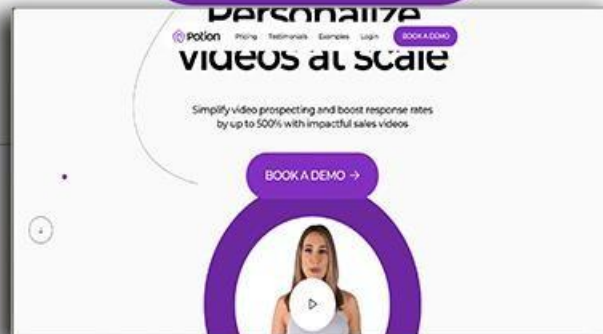 Personalize
Potion Pricing Testimonials Examples Login BOOK A DEMO
videos at scale
Simplify video prospecting and boost response rates
by up to 500% with impactful sales videos
BOOK A DEMO →